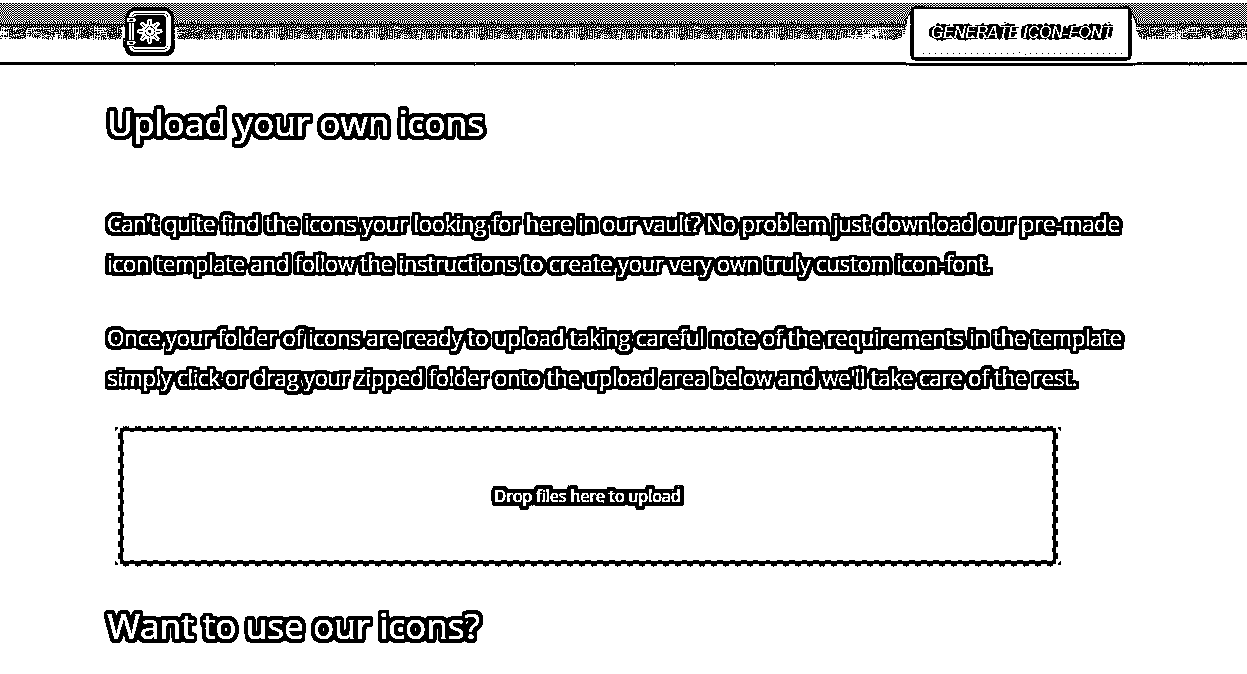 GENERATE ICON FONT
Upload your own icons
Can't quite find the icons your looking for here in our vault? No problem just download our pre-made
icon template and follow the instructions to create your very own truly custom icon-font.
Once your folder of icons are ready to upload taking careful note of the requirements in the template
simply click or drag your zipped folder onto the upload area below and we'll take care of the rest.
Drop files here to upload
Want to use our icons?